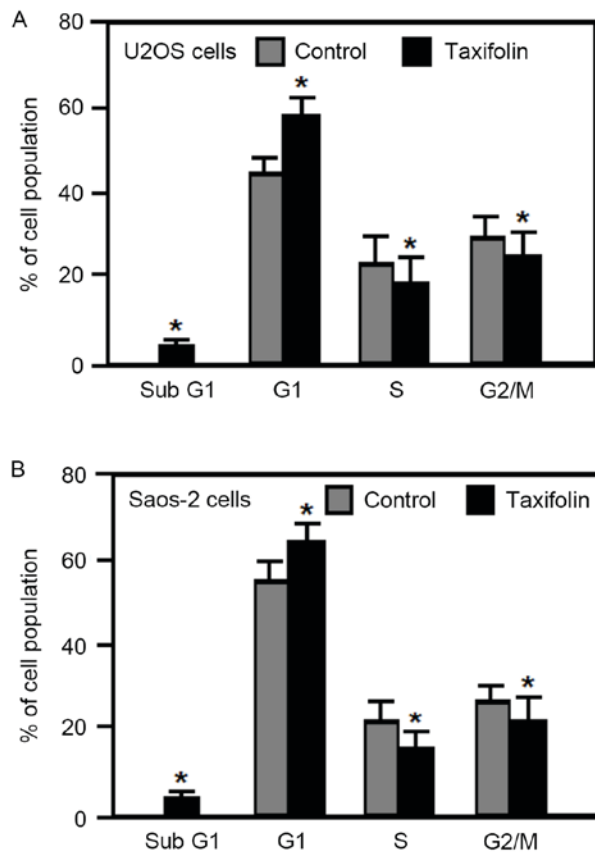 A
80
U2OS cells Control Taxifolin
*
60
% of cell population
40
* *
20
*
0
Sub G1 G1 S G2/M
B
80
Saos-2 cells Control Taxifolin
*
60
% of cell population
40
* *
20
*
0
Sub G1 G1 S G2/M